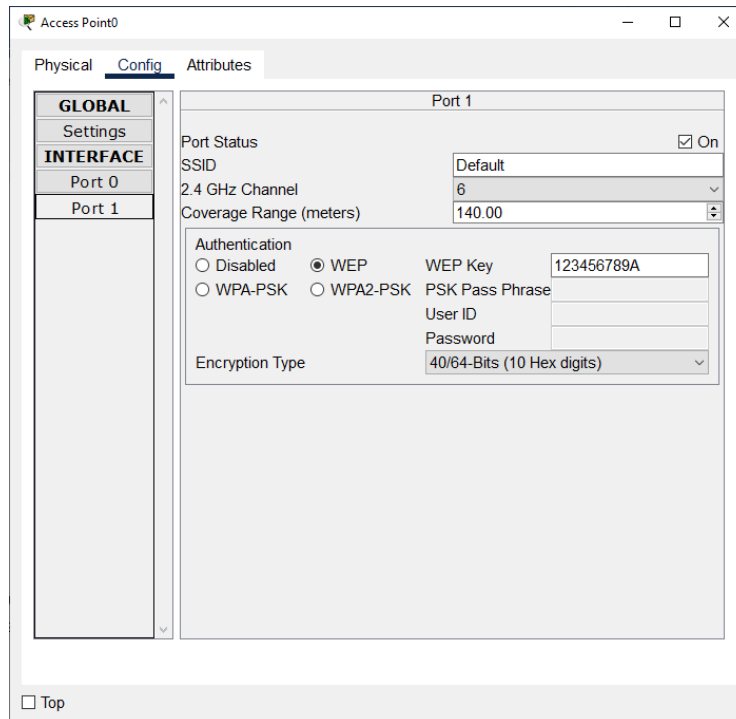 Access Point0
Physical Config Attributes
GLOBAL
Settings
INTERFACE
Port 0
Port 1
Port 1
Port Status On
SSID Default
2.4 GHz Channel 6
Coverage Range (meters) 140.00
Authentication
Disabled WEP WEP Key 123456789A
WPA-PSK WPA2-PSK PSK Pass Phrase
User ID
Password
Encryption Type 40/64-Bits (10 Hex digits)
Top